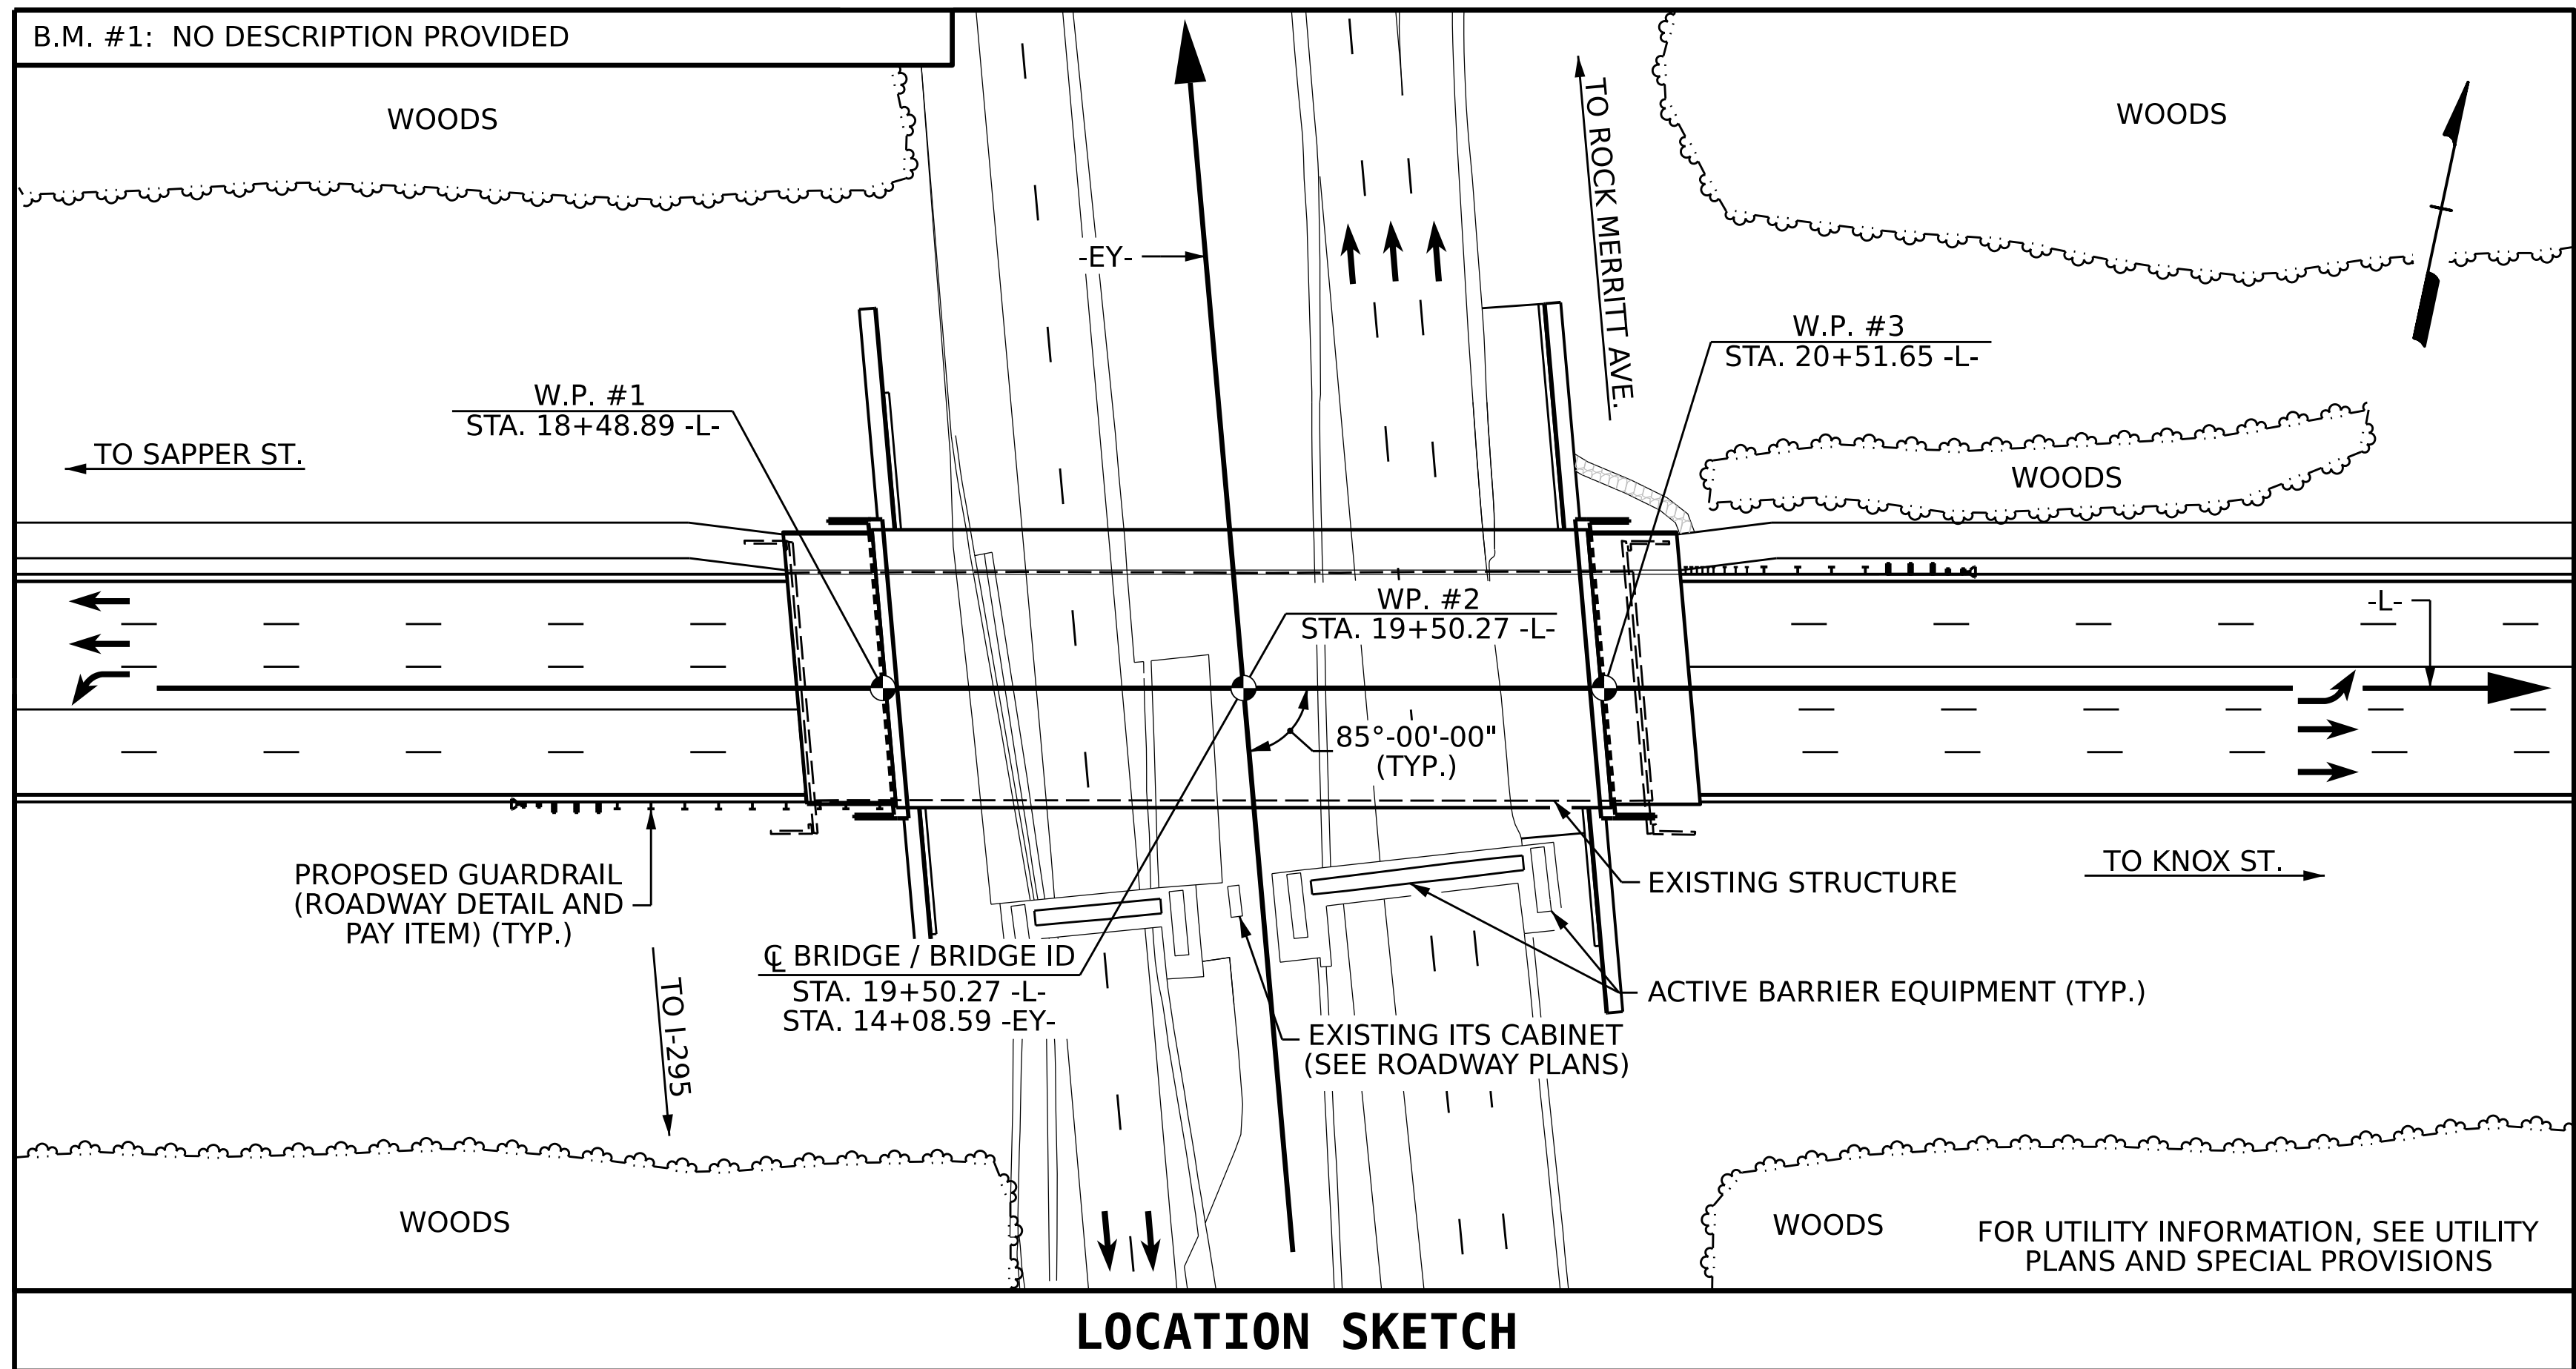 B.M. #1: NO DESCRIPTION PROVIDED
WOODS
WOODS
-EY-
TO ROCK MERRITT AVE.
W.P. #3
STA. 20+51.65 -L-
W.P. #1
STA. 18+48.89 -L-
TO SAPPER ST.
WOODS
WP. #2
STA. 19+50.27 -L-
-L-
85°-00'-00"
(TYP.)
PROPOSED GUARDRAIL
(ROADWAY DETAIL AND
PAY ITEM) (TYP.)
EXISTING STRUCTURE
TO KNOX ST.
℄ BRIDGE / BRIDGE ID
STA. 19+50.27 -L-
STA. 14+08.59 -EY-
ACTIVE BARRIER EQUIPMENT (TYP.)
EXISTING ITS CABINET
(SEE ROADWAY PLANS)
TO I-295
WOODS
WOODS
FOR UTILITY INFORMATION, SEE UTILITY
PLANS AND SPECIAL PROVISIONS
LOCATION SKETCH